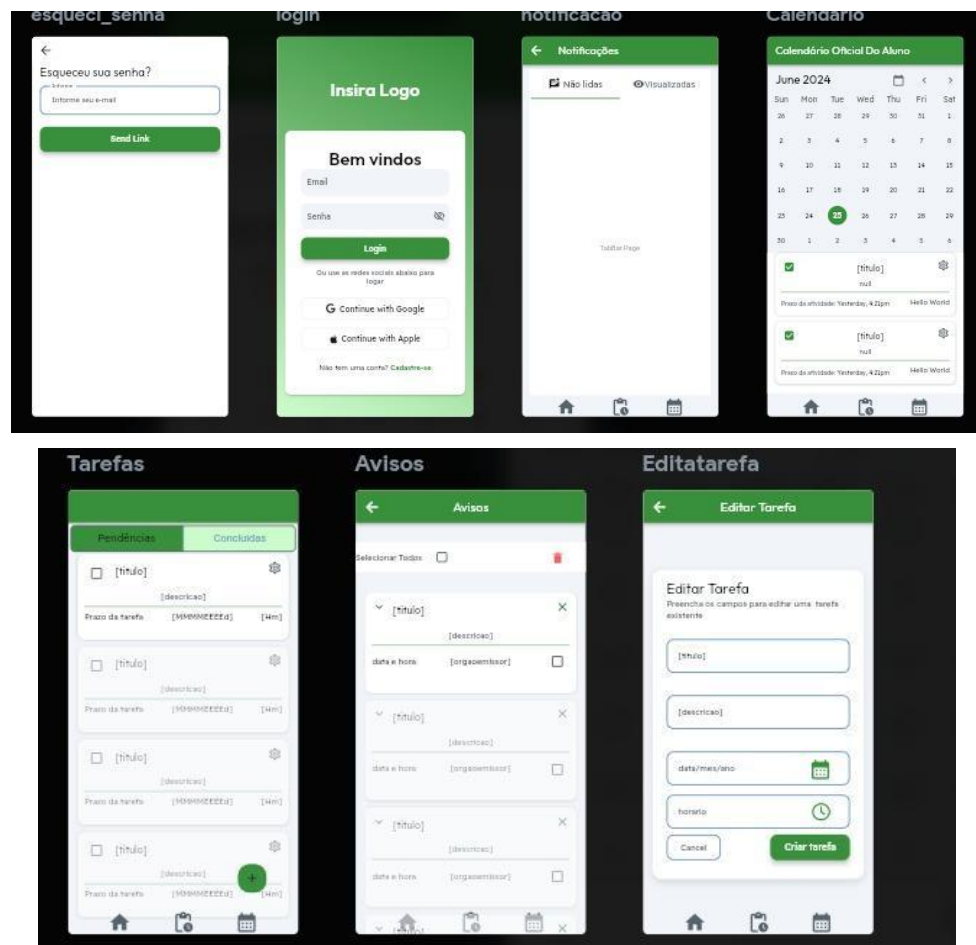 esqueci_senha
Esqueceu sua senha?
Informe seu e-mail
Send Link
login
Insira Logo
Bem vindos
Email
Senha
Login
Ou use as redes sociais abaixo para
logar
Continue with Google
Continue with Apple
Não tem uma conta? Cadastre-se
notificacao
Notificações
Não lidas Visualizadas
TabBar Page
Calendario
Calendário Oficial Do Aluno
June 2024
Sun Mon Tue Wed Thu Fri Sat
26 27 28 29 30 31 1
2 3 4 5 6 7 8
9 10 11 12 13 14 15
16 17 18 19 20 21 22
23 24 25 26 27 28 29
30 1 2 3 4 5 6
[titulo]
null
Prazo da atividade: Yesterday, 4:21pm Hello World
[titulo]
null
Prazo da atividade: Yesterday, 4:21pm Hello World
Tarefas
Pendências Concluidas
[titulo]
[descricao]
Prazo da tarefa [MMMMEEEEd] [Hm]
[titulo]
[descricao]
Prazo da tarefa [MMMMEEEEd] [Hm]
[titulo]
[descricao]
Prazo da tarefa [MMMMEEEEd] [Hm]
[titulo]
[descricao]
Prazo da tarefa [MMMMEEEEd] [Hm]
Avisos
Avisos
Selecionar Todos
[titulo]
[descricao]
data e hora [orgaoemissor]
[titulo]
[descricao]
data e hora [orgaoemissor]
[titulo]
[descricao]
data e hora [orgaoemissor]
[titulo]
Editatarefa
Editar Tarefa
Editar Tarefa
Preencha os campos para editar uma tarefa
existente
[titulo]
[descricao]
data/mes/ano
horario
Cancel Criar tarefa